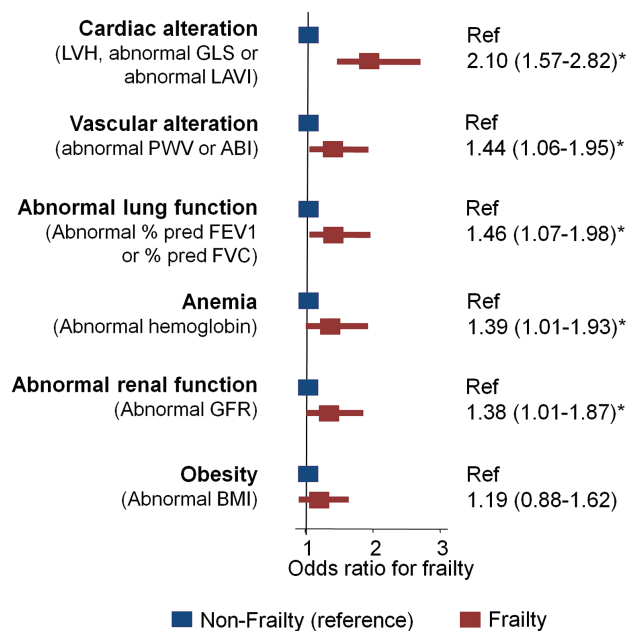 Cardiac alteration
(LVH, abnormal GLS or
abnormal LAVI)
Ref
2.10 (1.57-2.82)*
Vascular alteration
(abnormal PWV or ABI)
Ref
1.44 (1.06-1.95)*
Abnormal lung function
(Abnormal % pred FEV1
or % pred FVC)
Ref
1.46 (1.07-1.98)*
Anemia
(Abnormal hemoglobin)
Ref
1.39 (1.01-1.93)*
Abnormal renal function
(Abnormal GFR)
Ref
1.38 (1.01-1.87)*
Obesity
(Abnormal BMI)
Ref
1.19 (0.88-1.62)
1 2 3
Odds ratio for frailty
Non-Frailty (reference) Frailty